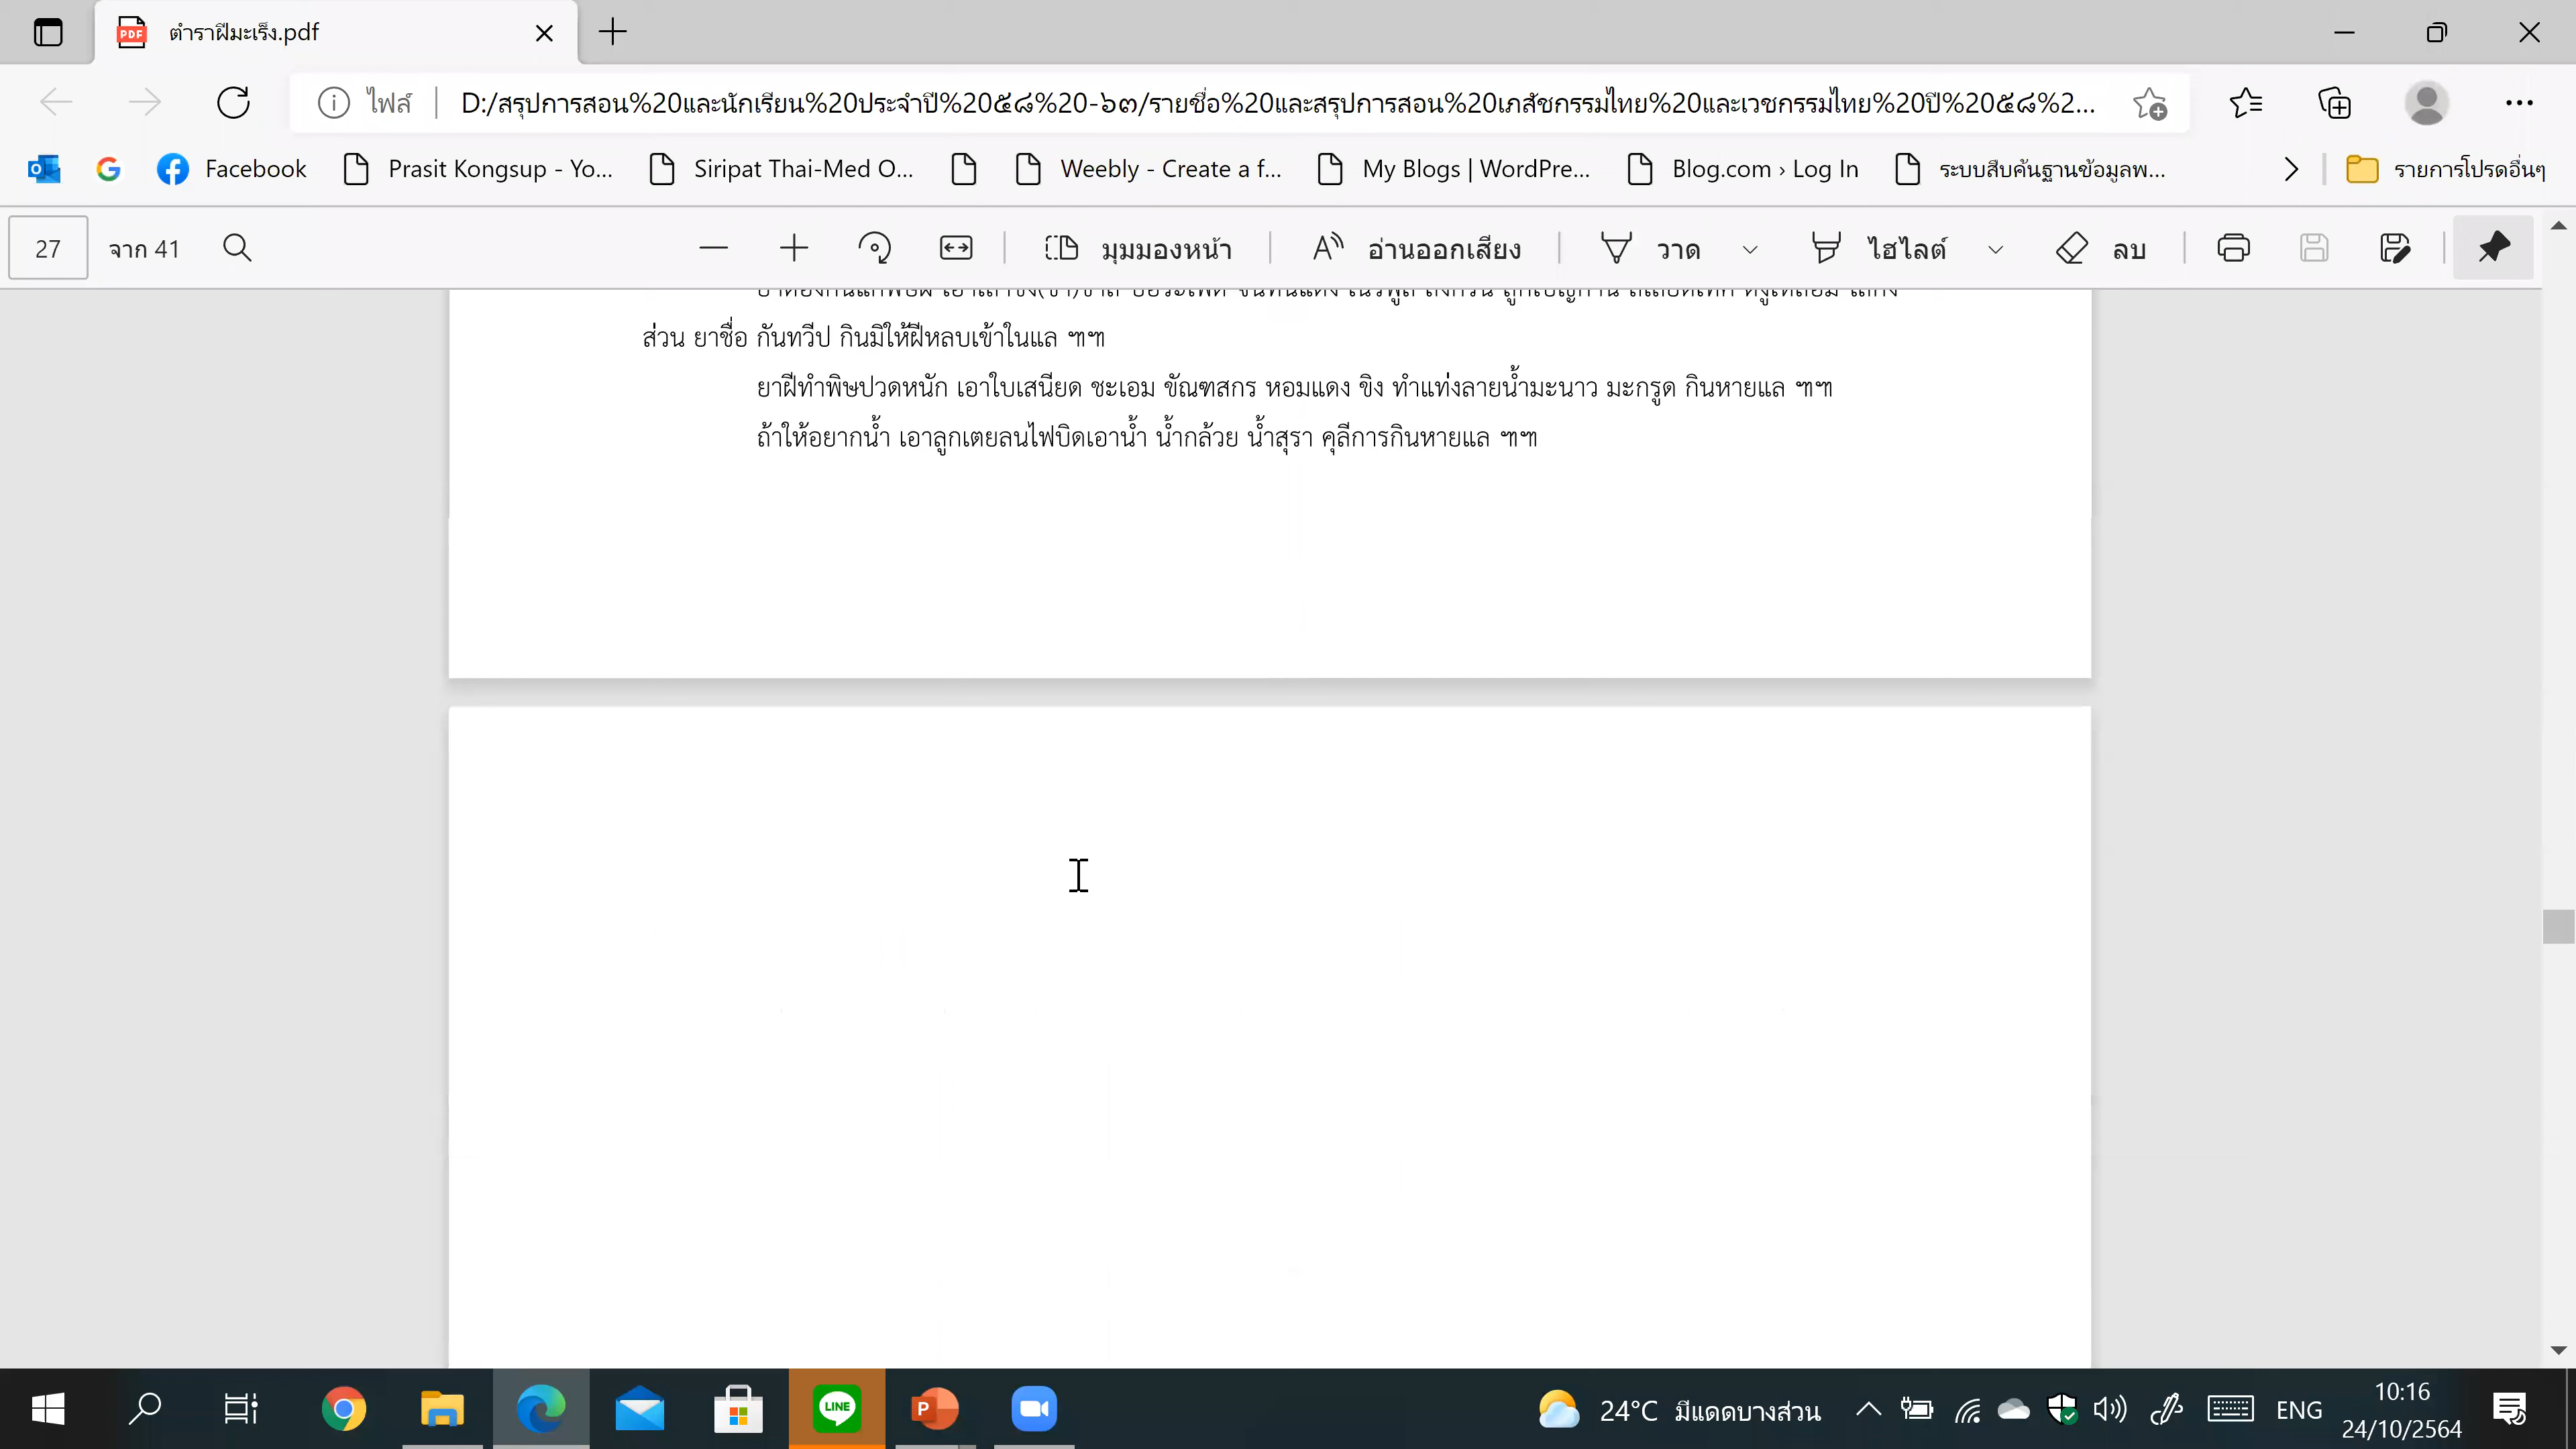 ตำราฝีมะเร็ง.pdf
ไฟล์ D:/สรุปการสอน%20และนักเรียน%20ประจำปี%20๕๘%20-๖๓/รายชื่อ%20และสรุปการสอน%20เภสัชกรรมไทย%20และเวชกรรมไทย%20ปี%20๕๘%2...
Facebook Prasit Kongsup - Yo... Siripat Thai-Med O... Weebly - Create a f... My Blogs | WordPre... Blog.com › Log In ระบบสืบค้นฐานข้อมูลพ... รายการโปรดอื่นๆ
27 จาก 41 มุมมองหน้า อ่านออกเสียง วาด ไฮไลต์ ลบ
ส่วน ยาชื่อ กันทวีป กินมิให้ฝีหลบเข้าในแล ฯฯ
ยาฝีทำพิษปวดหนัก เอาใบเสนียด ชะเอม ขัณฑสกร หอมแดง ขิง ทำแท่งลายน้ำมะนาว มะกรูด กินหายแล ฯฯ
ถ้าให้อยากน้ำ เอาลูกเตยลนไฟบิดเอาน้ำ น้ำกล้วย น้ำสุรา คุลีการกินหายแล ฯฯ
LINE 24°C มีแดดบางส่วน ENG 10:16
24/10/2564